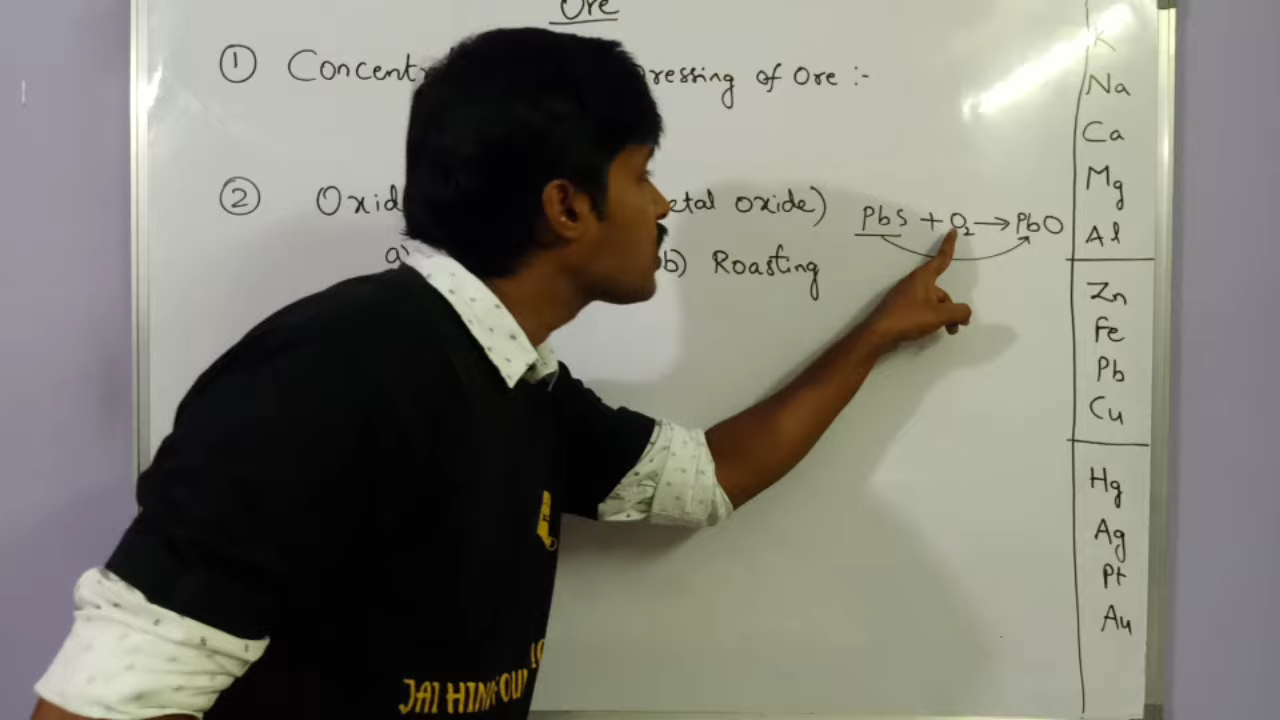 Ore
① Concentr ressing of Ore :-
② Oxid etal oxide) PbS + O₂ → PbO
a) b) Roasting
K
Na
Ca
Mg
Al
Zn
Fe
Pb
Cu
Hg
Ag
Pt
Au
JAI HIND